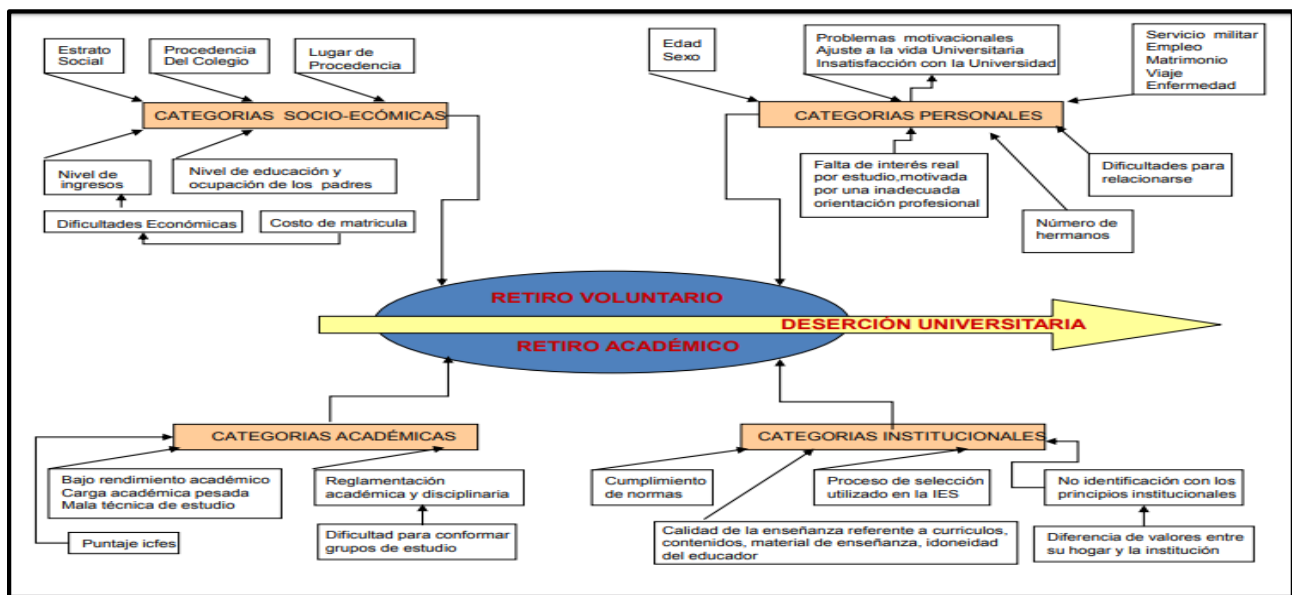 Estrato
Social
Procedencia
Del Colegio
Lugar de
Procedencia
CATEGORIAS SOCIO-ECÓMICAS
Nivel de
ingresos
Nivel de educación y
ocupación de los padres
Dificultades Económicas
Costo de matricula
Edad
Sexo
Problemas motivacionales
Ajuste a la vida Universitaria
Insatisfacción con la Universidad
Servicio militar
Empleo
Matrimonio
Viaje
Enfermedad
CATEGORIAS PERSONALES
Falta de interés real
por estudio,motivada
por una inadecuada
orientación profesional
Dificultades para
relacionarse
Número de
hermanos
RETIRO VOLUNTARIO
DESERCIÓN UNIVERSITARIA
RETIRO ACADÉMICO
CATEGORIAS ACADÉMICAS
Bajo rendimiento académico
Carga académica pesada
Mala técnica de estudio
Reglamentación
académica y disciplinaria
Puntaje icfes
Dificultad para conformar
grupos de estudio
CATEGORIAS INSTITUCIONALES
Cumplimiento
de normas
Proceso de selección
utilizado en la IES
No identificación con los
principios institucionales
Calidad de la enseñanza referente a curriculos,
contenidos, material de enseñanza, idoneidad
del educador
Diferencia de valores entre
su hogar y la institución